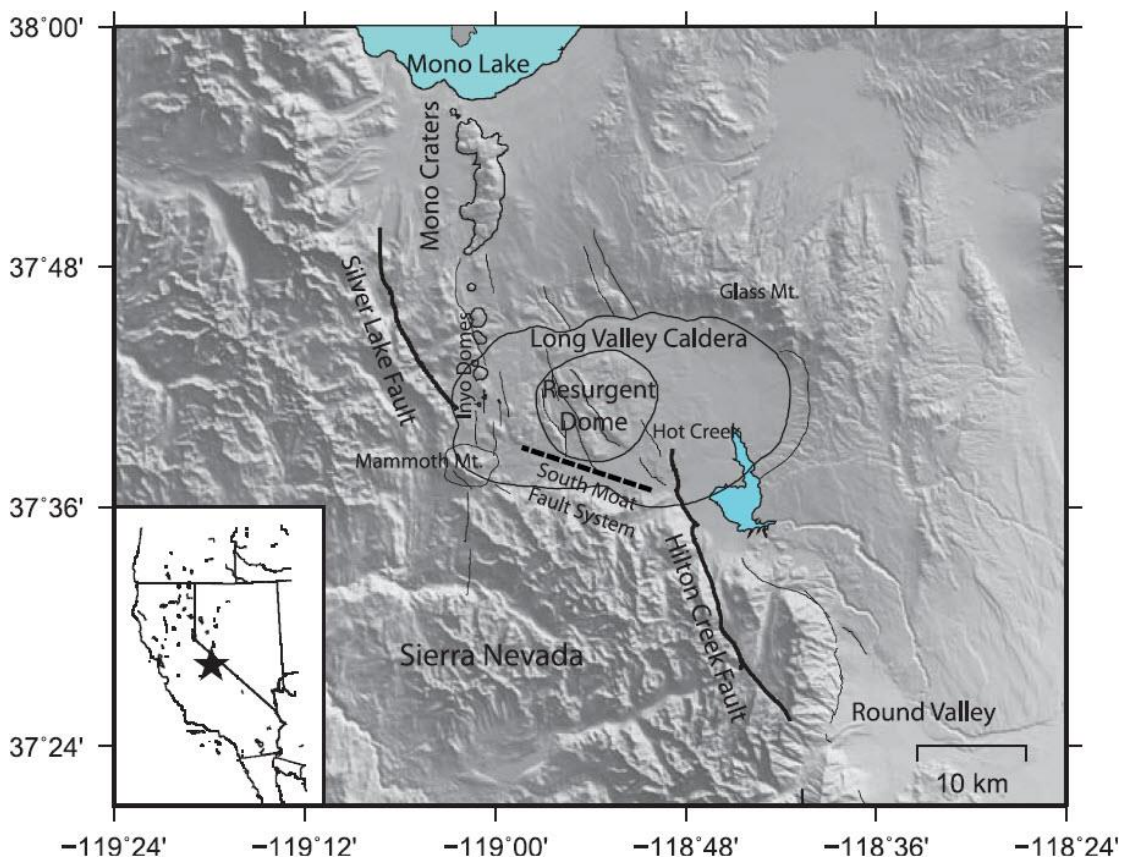 38°00'
Mono Lake
Mono Craters
37°48'
Silver Lake Fault
Glass Mt.
Inyo Domes
Long Valley Caldera
Resurgent
Dome
Hot Creek
Mammoth Mt.
South Moat
Fault System
37°36'
Hilton Creek Fault
Sierra Nevada
Round Valley
37°24'
10 km
−119°24'
−119°12'
−119°00'
−118°48'
−118°36'
−118°24'